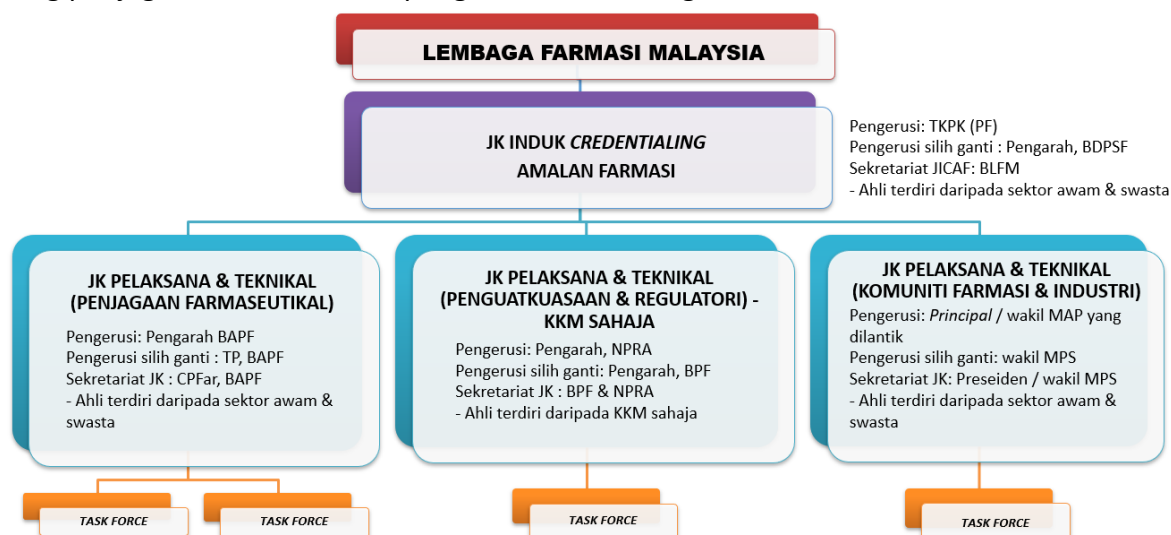 LEMBAGA FARMASI MALAYSIA
JK INDUK CREDENTIALING
AMALAN FARMASI
Pengerusi: TKPK (PF)
Pengerusi silih ganti : Pengarah, BDPSF
Sekretariat JICAF: BLFM
- Ahli terdiri daripada sektor awam & swasta
JK PELAKSANA & TEKNIKAL
(PENJAGAAN FARMASEUTIKAL)
Pengerusi: Pengarah BAPF
Pengerusi silih ganti : TP, BAPF
Sekretariat JK : CPFar, BAPF
- Ahli terdiri daripada sektor awam &
swasta
JK PELAKSANA & TEKNIKAL
(PENGUATKUASAAN & REGULATORI) -
KKM SAHAJA
Pengerusi: Pengarah, NPRA
Pengerusi silih ganti: Pengarah, BPF
Sekretariat JK : BPF & NPRA
- Ahli terdiri daripada KKM sahaja
JK PELAKSANA & TEKNIKAL
(KOMUNITI FARMASI & INDUSTRI)
Pengerusi: Principal / wakil MAP yang
dilantik
Pengerusi silih ganti: wakil MPS
Sekretariat JK: Preseiden / wakil MPS
- Ahli terdiri daripada sektor awam &
swasta
TASK FORCE
TASK FORCE
TASK FORCE
TASK FORCE